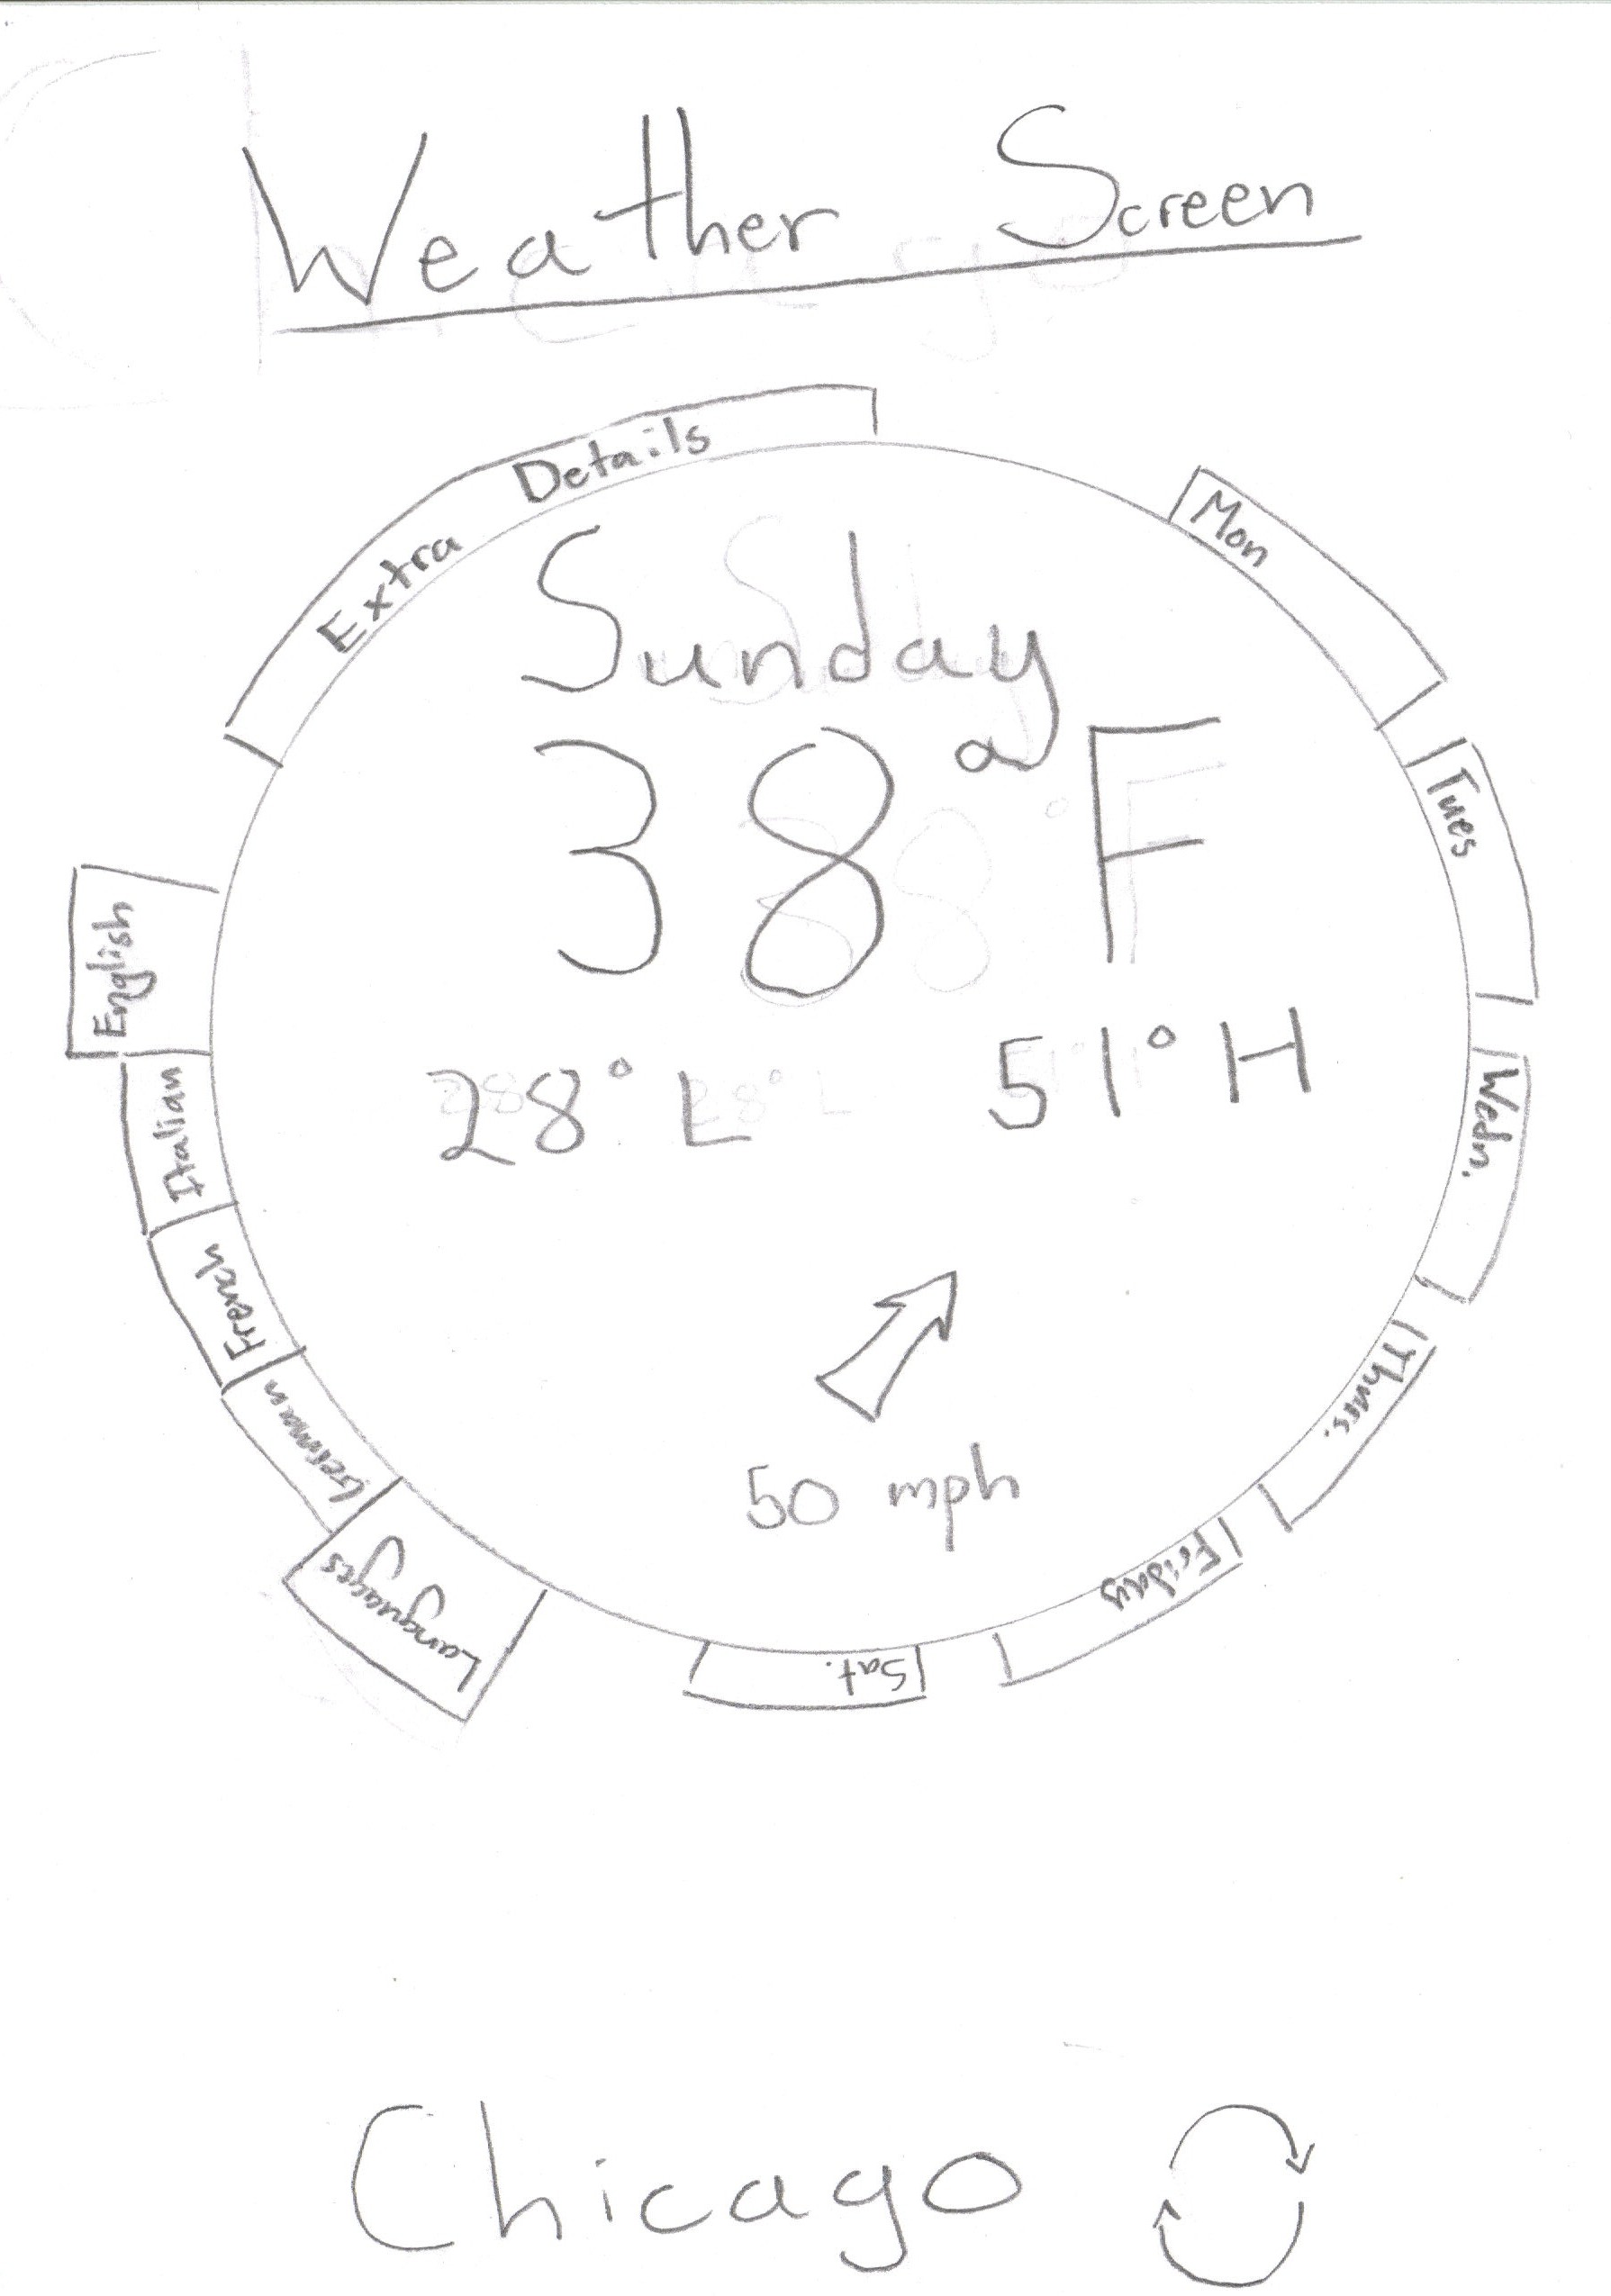 Weather Screen
Extra Details
Mon
Tues
Wedn.
Thurs.
Friday
Sat.
Languages
German
French
Italian
English
Sunday
38° F
28° L
51° H
50 mph
Chicago